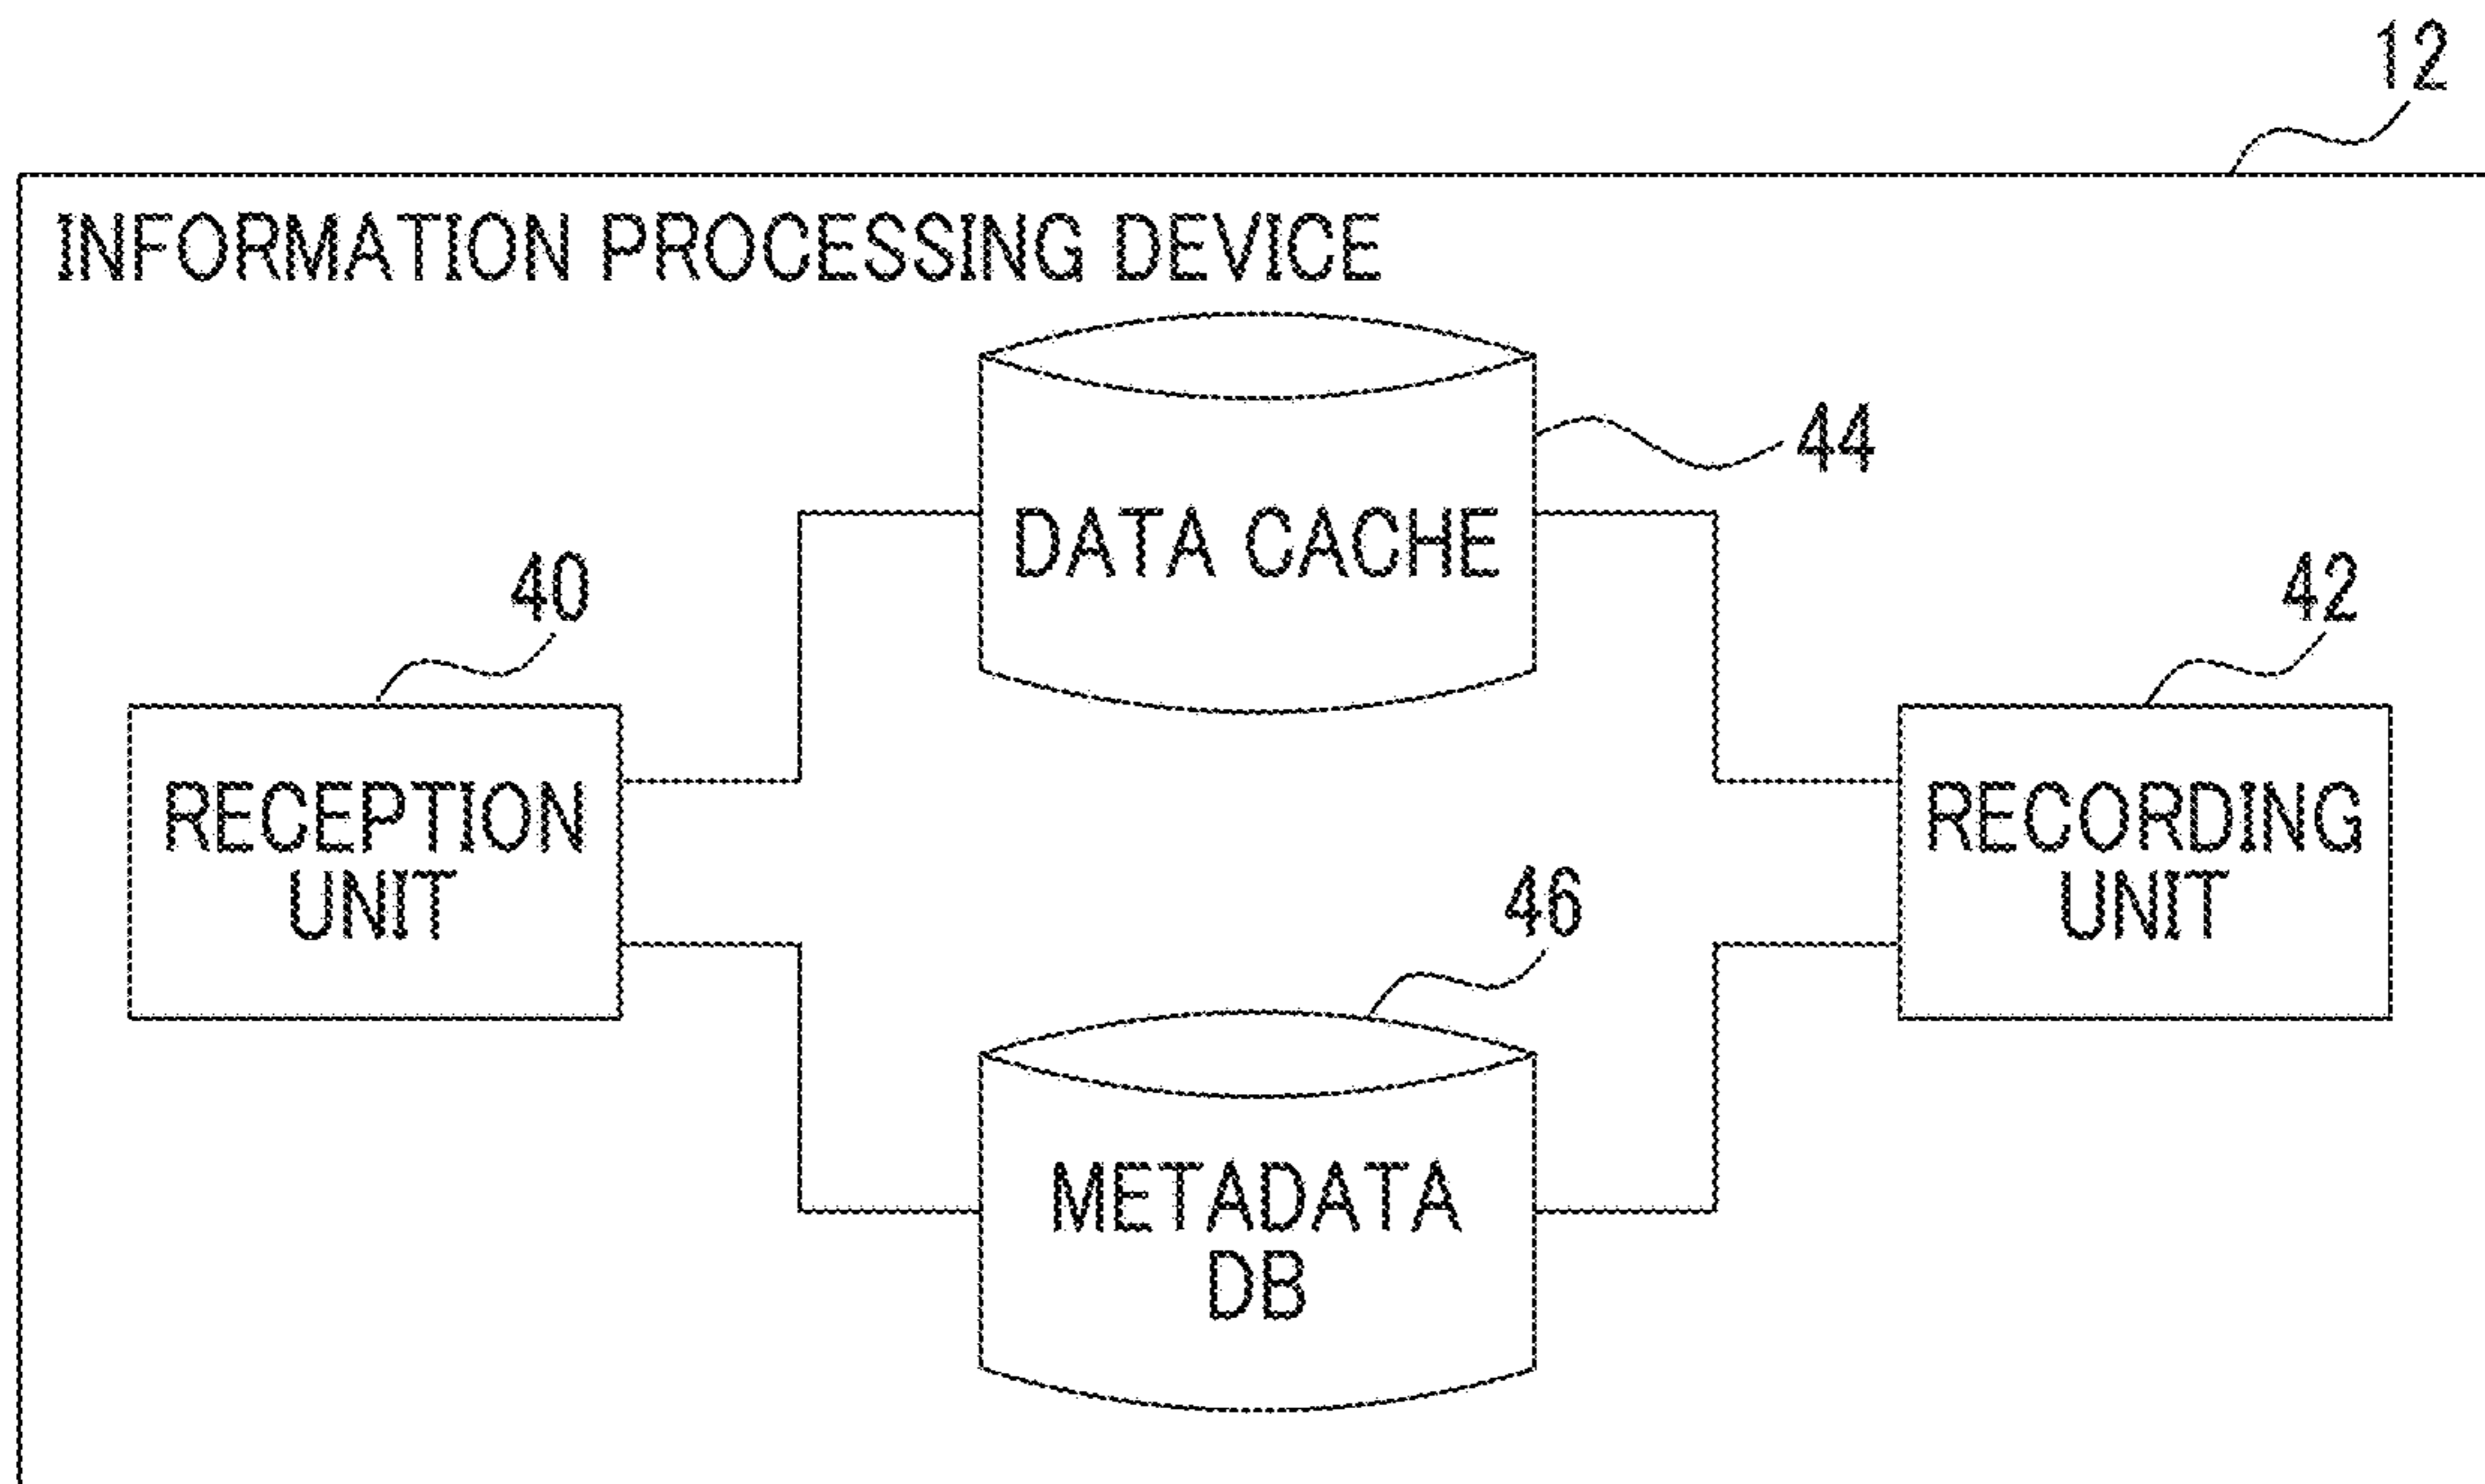 12
INFORMATION PROCESSING DEVICE
44
DATA CACHE
40
42
RECEPTION
UNIT
RECORDING
UNIT
46
METADATA
DB